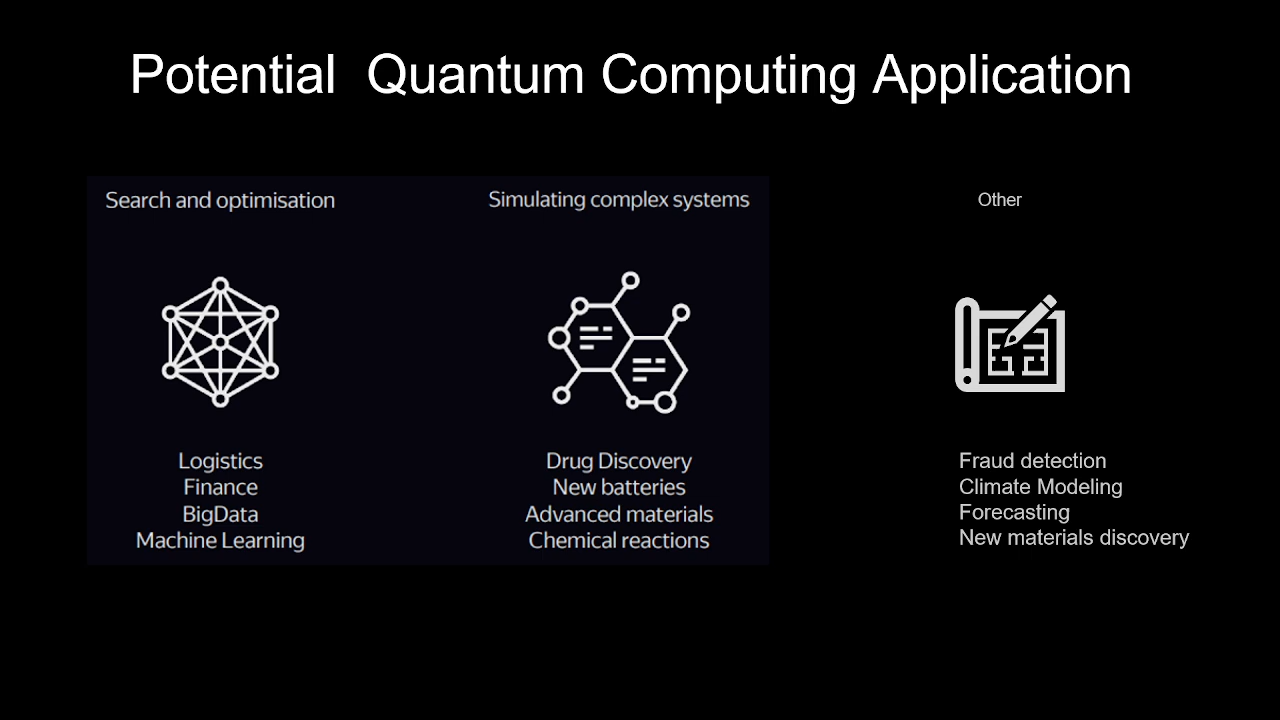 Potential  Quantum Computing Application
Search and optimisation
Logistics
Finance
BigData
Machine Learning
Simulating complex systems
Drug Discovery
New batteries
Advanced materials
Chemical reactions
Other
Fraud detection
Climate Modeling
Forecasting
New materials discovery